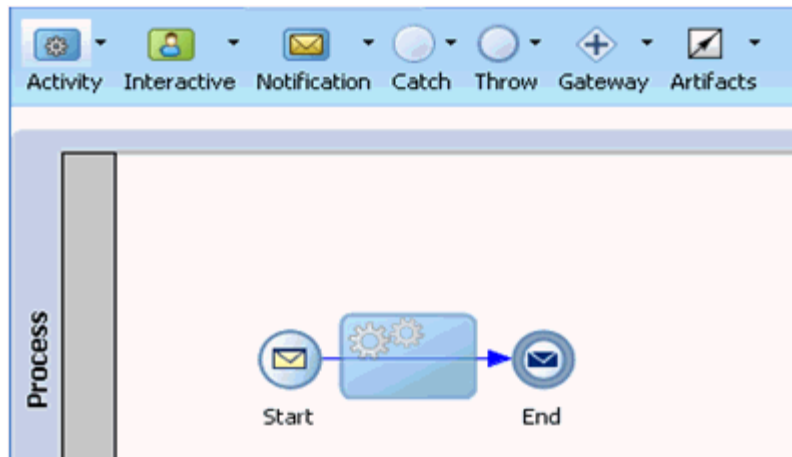 Activity Interactive Notification Catch Throw Gateway Artifacts
Process
Start End